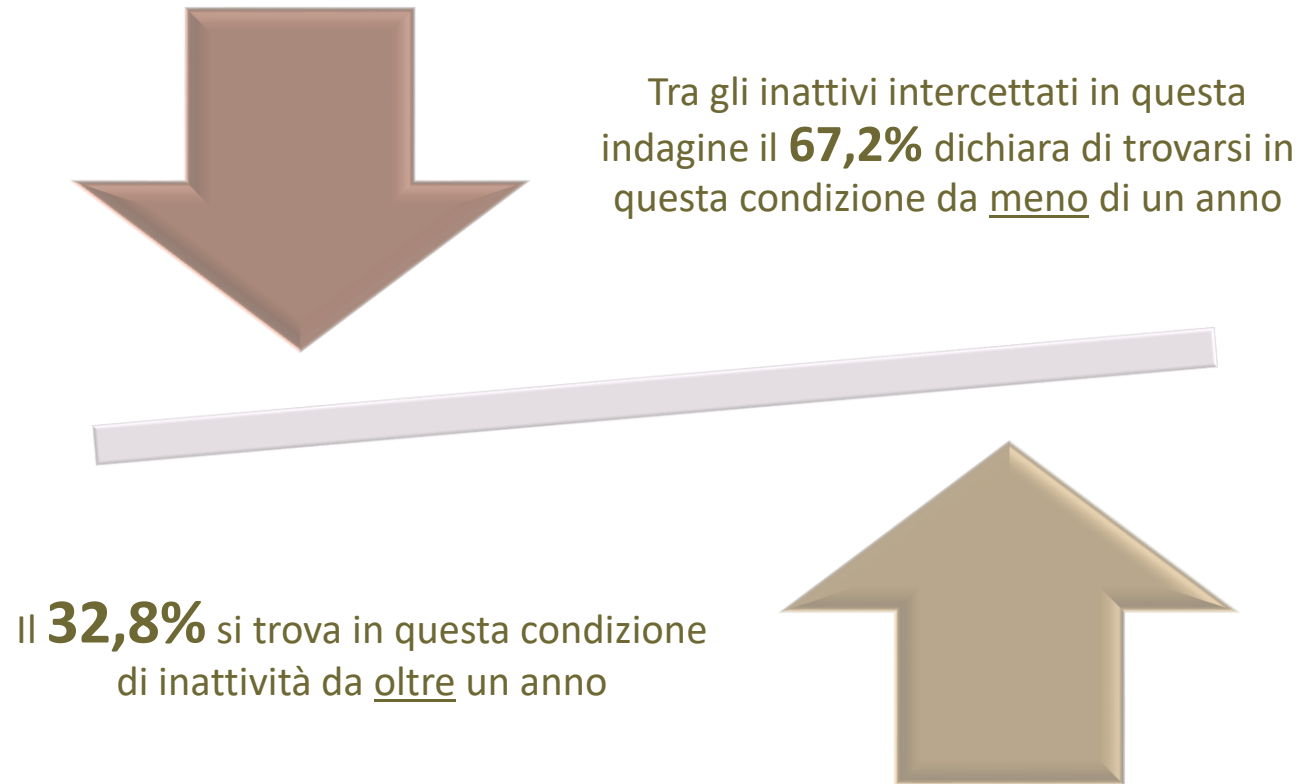 Tra gli inattivi intercettati in questa
indagine il 67,2% dichiara di trovarsi in
questa condizione da meno di un anno
Il 32,8% si trova in questa condizione
di inattività da oltre un anno